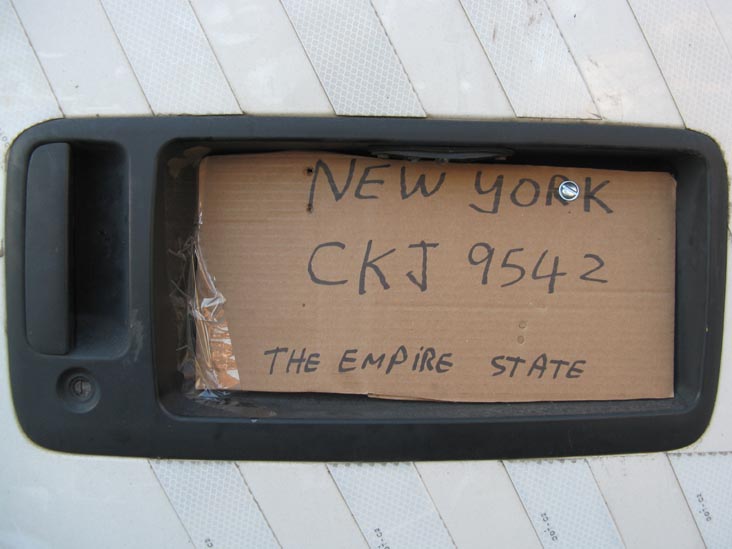 NEW YORK
CKJ 9542
THE EMPIRE STATE